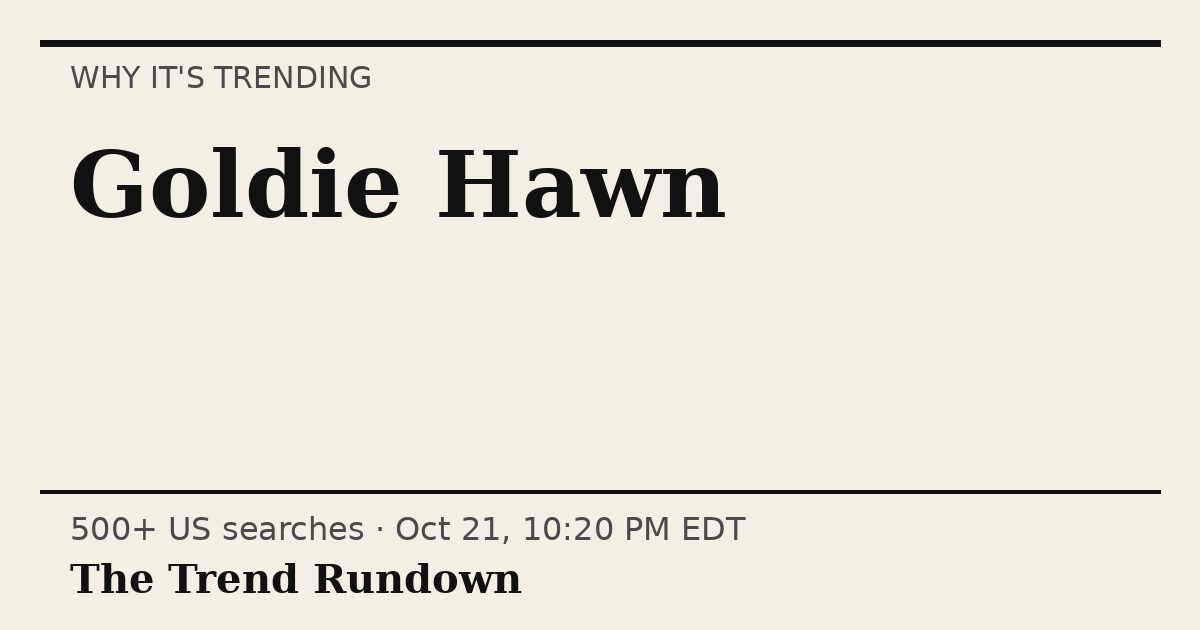 WHY IT'S TRENDING
Goldie Hawn
500+ US searches · Oct 21, 10:20 PM EDT
The Trend Rundown